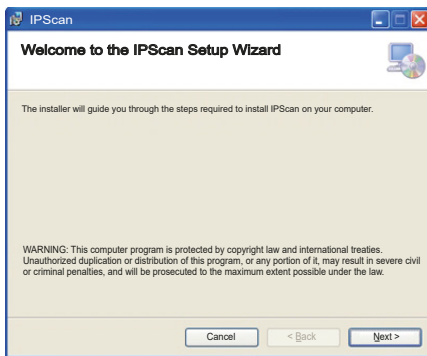 IPScan
Welcome to the IPScan Setup Wizard
The installer will guide you through the steps required to install IPScan on your computer.
WARNING: This computer program is protected by copyright law and international treaties.
Unauthorized duplication or distribution of this program, or any portion of it, may result in severe civil
or criminal penalties, and will be prosecuted to the maximum extent possible under the law.
Cancel < Back Next >